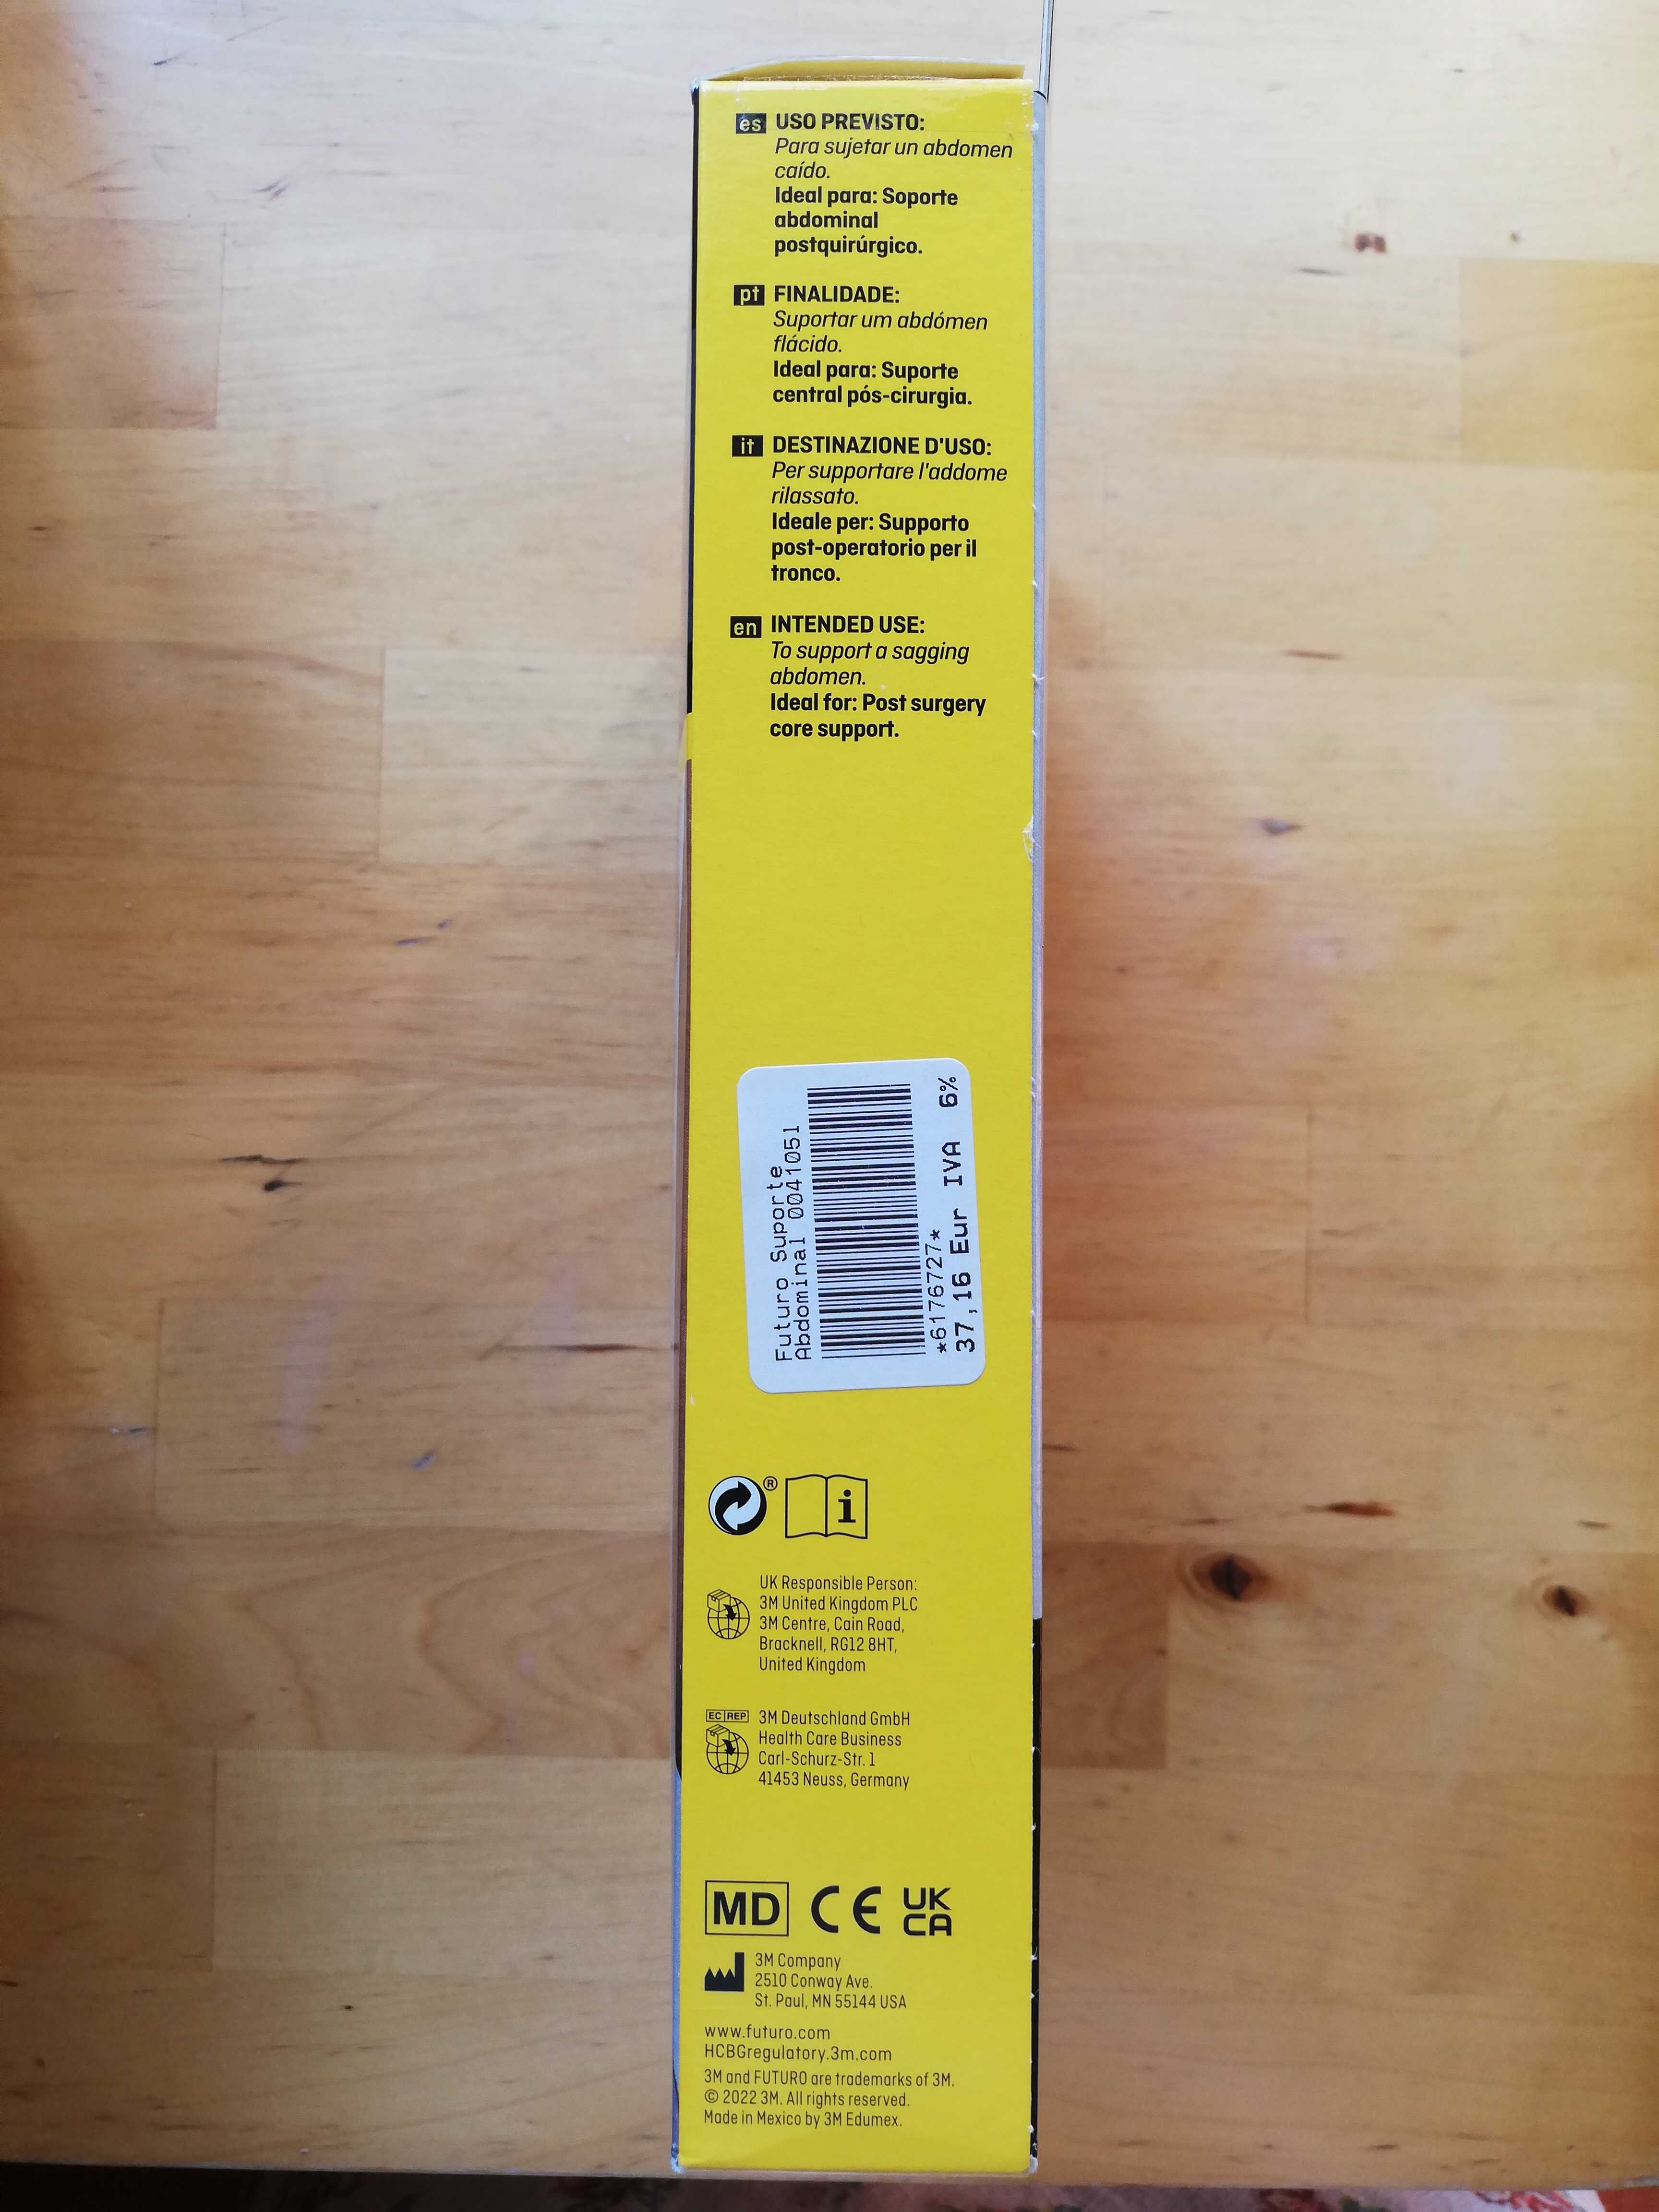 es USO PREVISTO:
Para sujetar un abdomen
caído.
Ideal para: Soporte
abdominal
postquirúrgico.
pt FINALIDADE:
Suportar um abdómen
flácido.
Ideal para: Suporte
central pós-cirurgia.
it DESTINAZIONE D'USO:
Per supportare l'addome
rilassato.
Ideale per: Supporto
post-operatorio per il
tronco.
en INTENDED USE:
To support a sagging
abdomen.
Ideal for: Post surgery
core support.
Futuro Suporte
Abdominal 0041051
*6176727*
37,16 Eur IVA 6%
®
i
UK Responsible Person:
3M United Kingdom PLC
3M Centre, Cain Road,
Bracknell, RG12 8HT,
United Kingdom
EC REP 3M Deutschland GmbH
Health Care Business
Carl-Schurz-Str. 1
41453 Neuss, Germany
MD CE UK
CA
3M Company
2510 Conway Ave.
St. Paul, MN 55144 USA
www.futuro.com
HCBGregulatory.3m.com
3M and FUTURO are trademarks of 3M.
© 2022 3M. All rights reserved.
Made in Mexico by 3M Edumex.